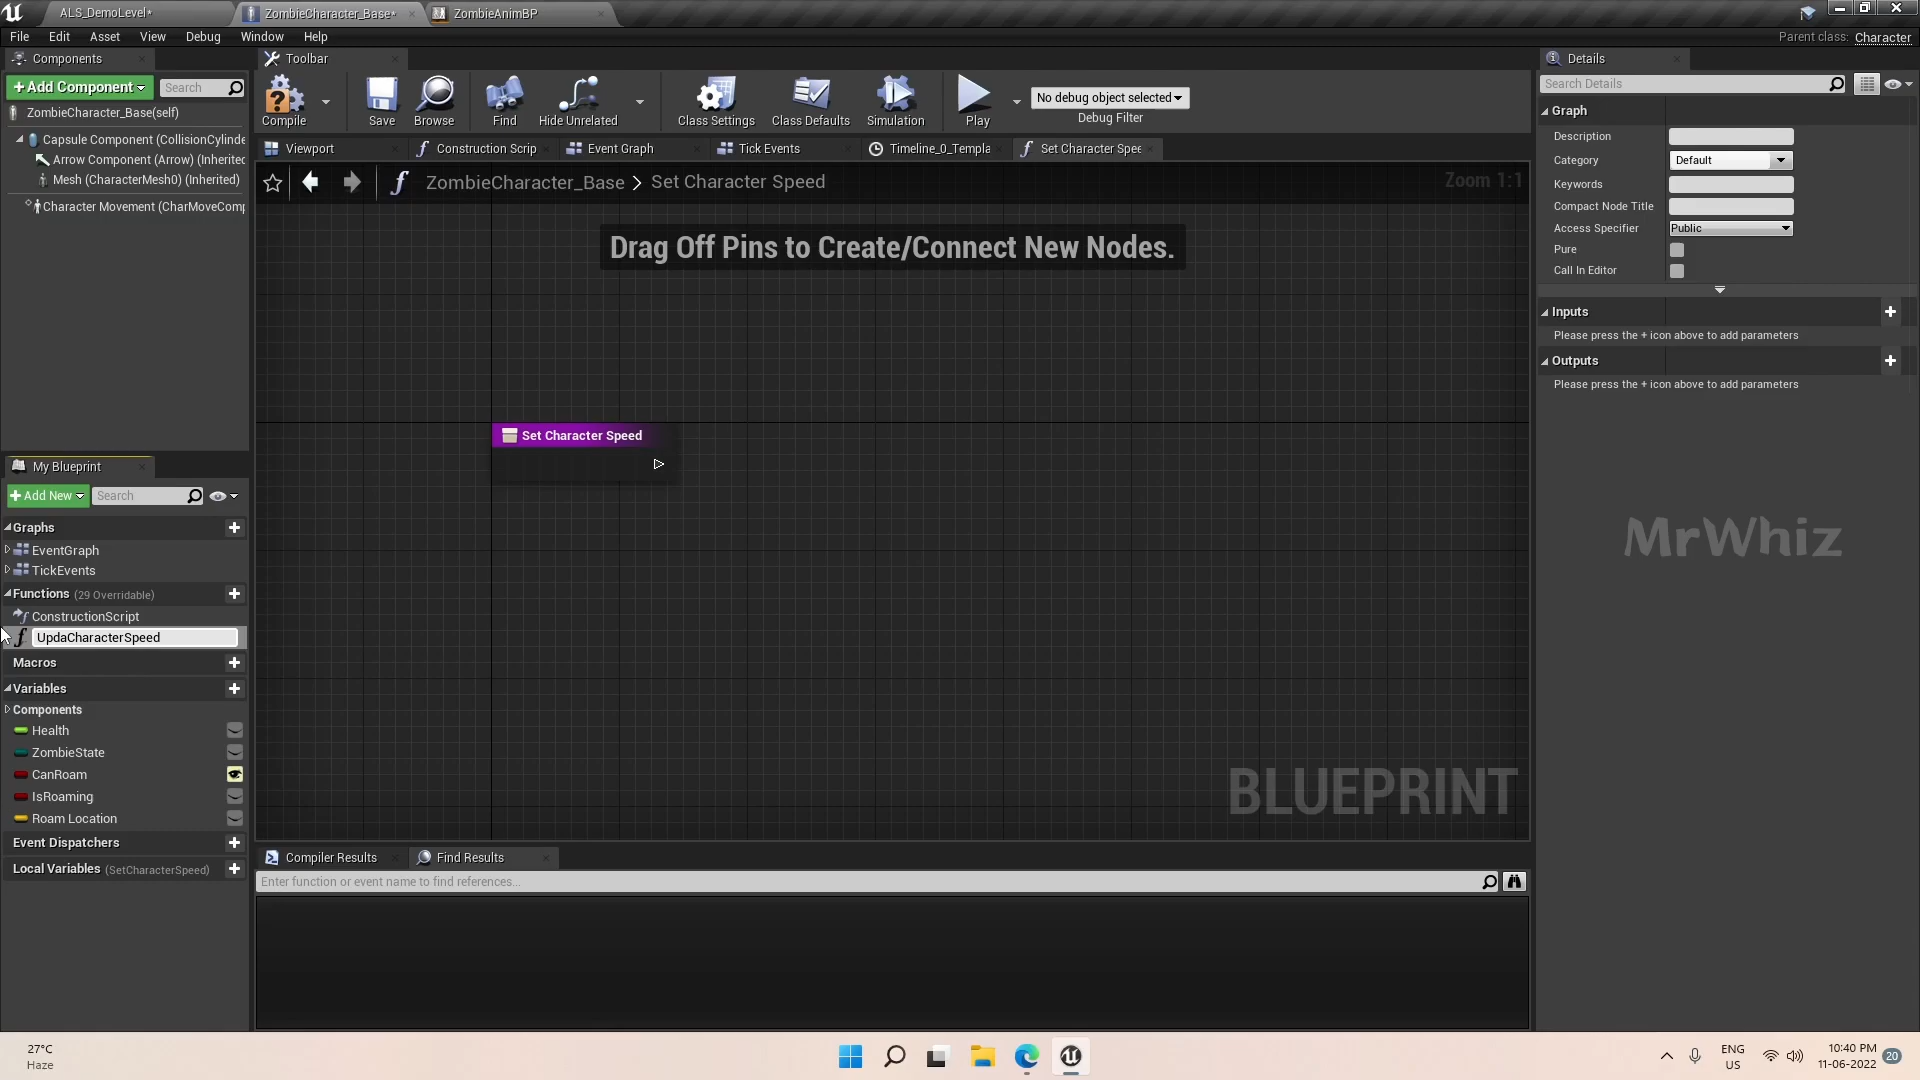 ALS_DemoLevel*
ZombieCharacter_Base*
ZombieAnimBP
File Edit Asset View Debug Window Help
Parent class: Character
Components
Toolbar
Details
+Add Component
Search
ZombieCharacter_Base(self)
Capsule Component (CollisionCylinde
Arrow Component (Arrow) (Inherited
Mesh (CharacterMesh0) (Inherited)
Character Movement (CharMoveComp
Compile
Save
Browse
Find
Hide Unrelated
Class Settings
Class Defaults
Simulation
Play
No debug object selected
Debug Filter
Viewport
Construction Scrip
Event Graph
Tick Events
Timeline_0_Templa
Set Character Spee
ZombieCharacter_Base > Set Character Speed
Zoom 1:1
Drag Off Pins to Create/Connect New Nodes.
Set Character Speed
BLUEPRINT
Search Details
Graph
Description
Category Default
Keywords
Compact Node Title
Access Specifier Public
Pure
Call In Editor
Inputs
Please press the + icon above to add parameters
Outputs
Please press the + icon above to add parameters
MrWhiz
My Blueprint
+Add New
Search
Graphs
EventGraph
TickEvents
Functions (29 Overridable)
ConstructionScript
UpdaCharacterSpeed
Macros
Variables
Components
Health
ZombieState
CanRoam
IsRoaming
Roam Location
Event Dispatchers
Local Variables (SetCharacterSpeed)
Compiler Results
Find Results
Enter function or event name to find references...
27°C
Haze
ENG
US
10:40 PM
11-06-2022
20